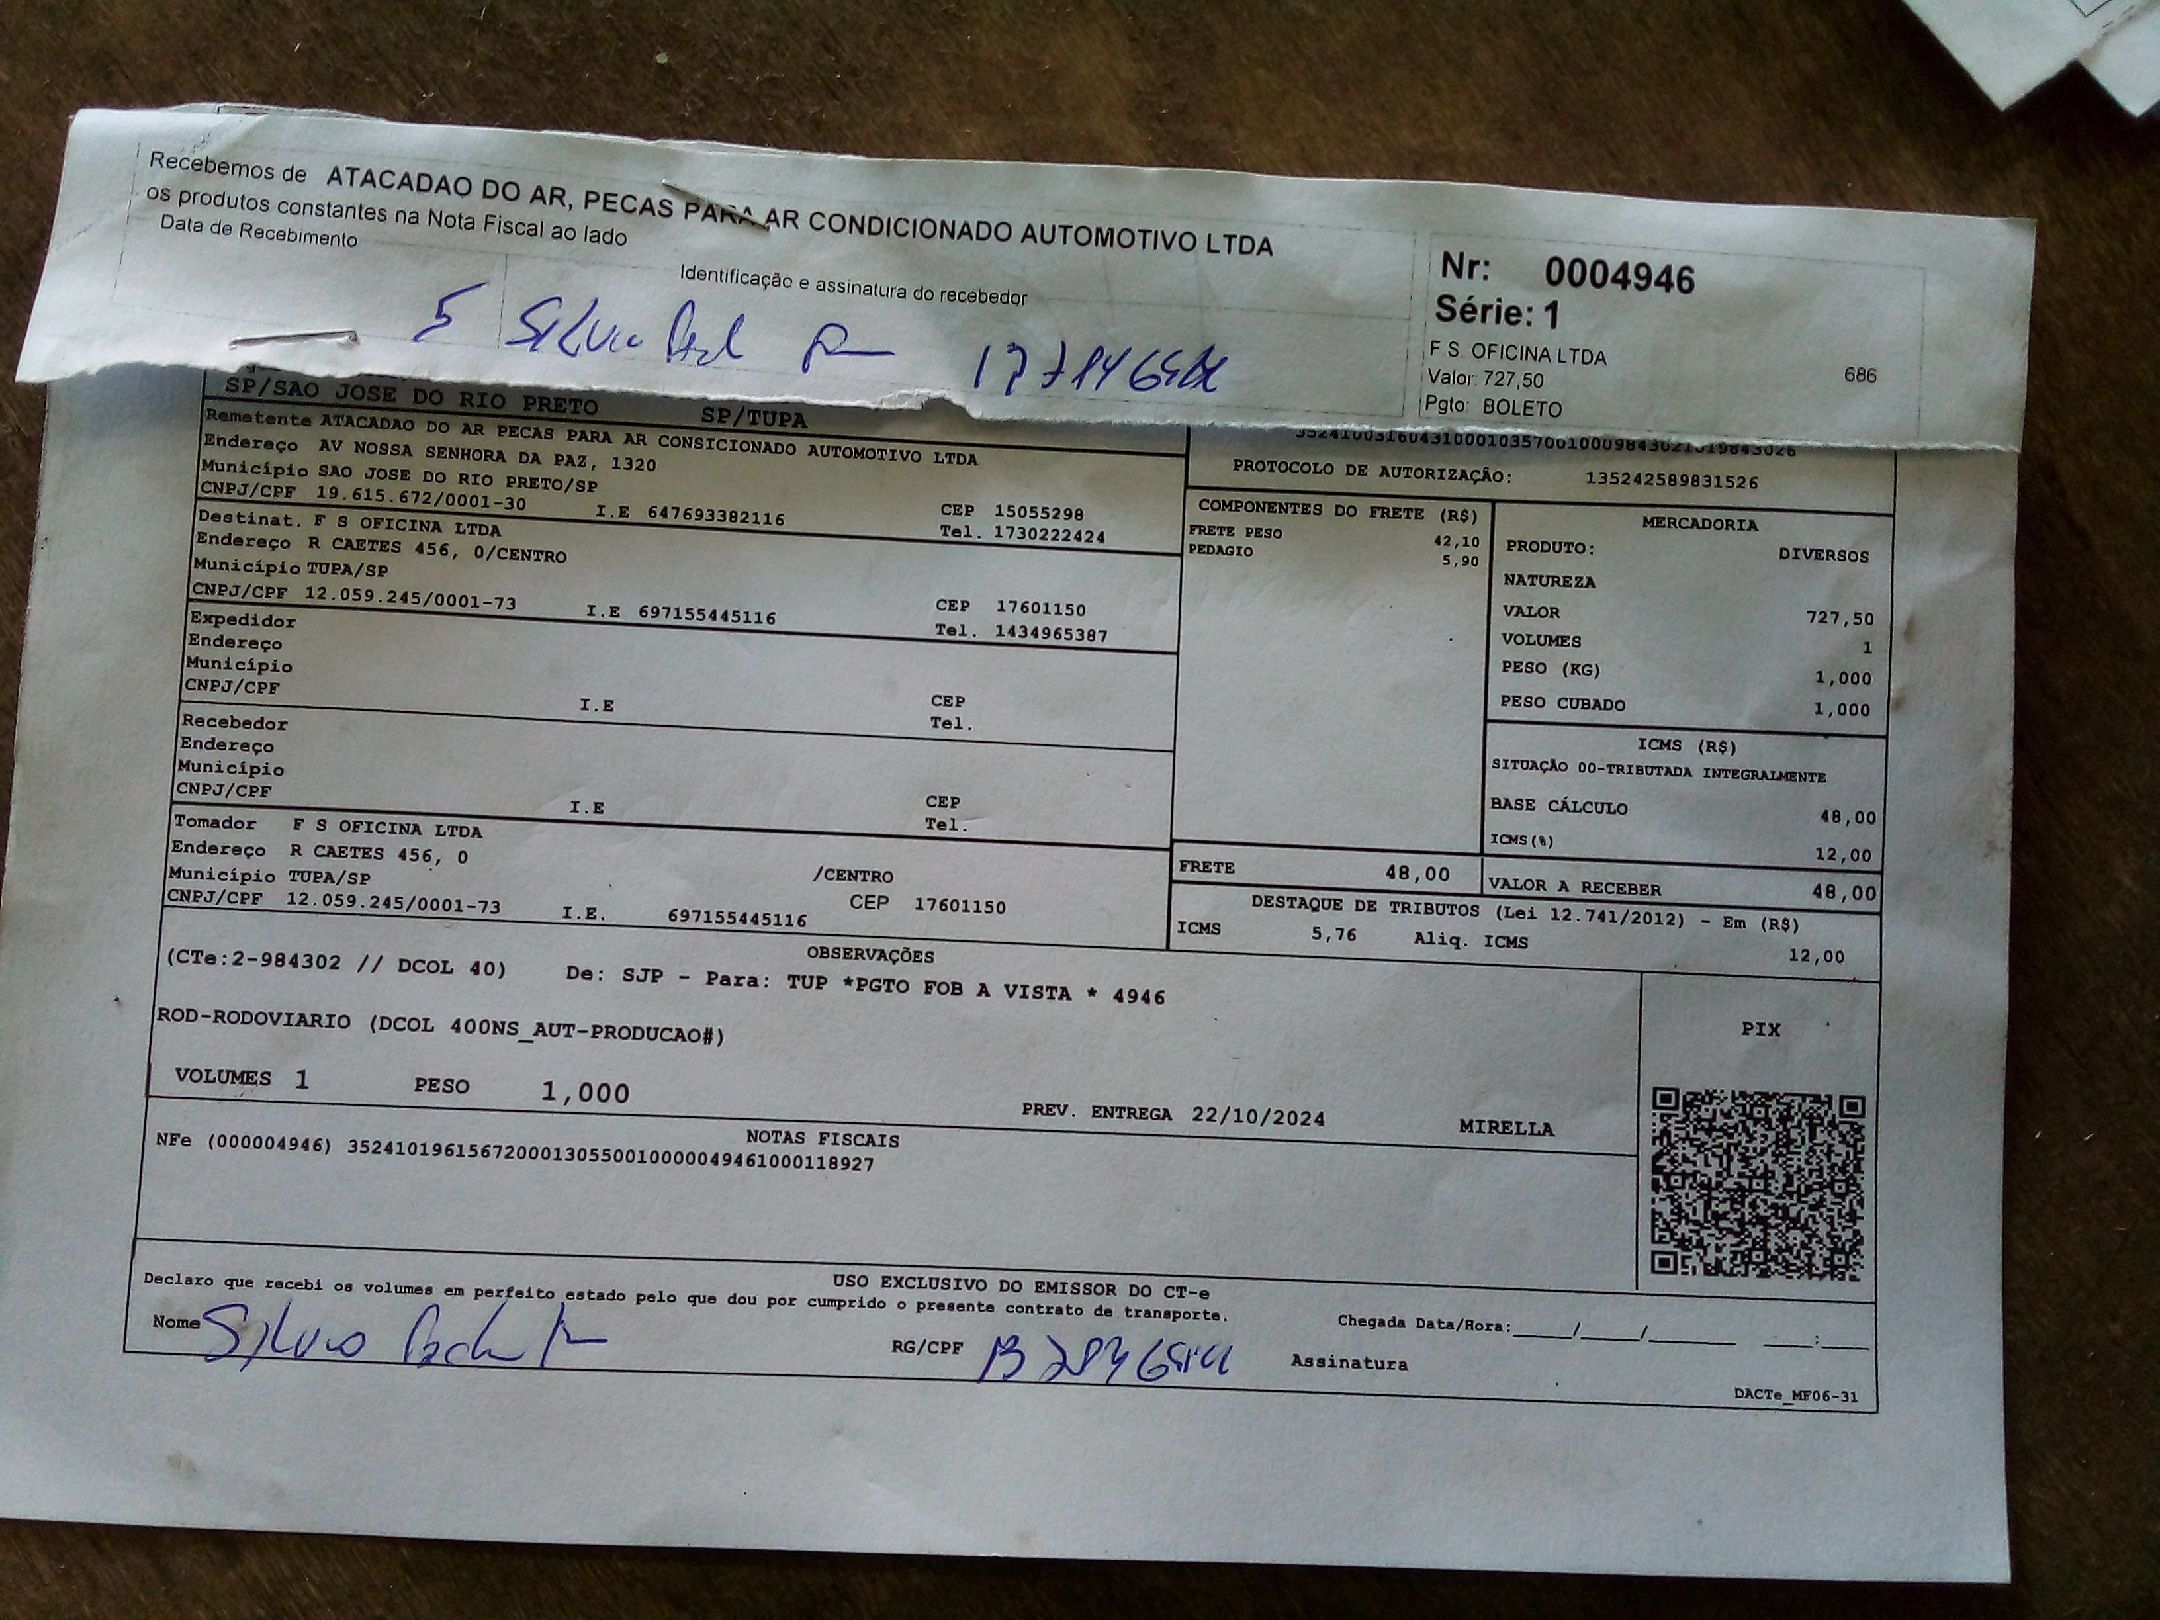 Recebemos de ATACADAO DO AR, PECAS PARA AR CONDICIONADO AUTOMOTIVO LTDA
os produtos constantes na Nota Fiscal ao lado
Data de Recebimento
Identificação e assinatura do recebedor
5 Silvio
Nr: 0004946
Série: 1
F S OFICINA LTDA
686
Valor: 727,50
Pgto: BOLETO
SP/SAO JOSE DO RIO PRETO SP/TUPA
Remetente ATACADAO DO AR PECAS PARA AR CONSICIONADO AUTOMOTIVO LTDA
Endereço AV NOSSA SENHORA DA PAZ, 1320
Município SAO JOSE DO RIO PRETO/SP CEP 15055298
CNPJ/CPF 19.615.672/0001-30 I.E 647693382116 Tel. 1730222424
Destinat. F S OFICINA LTDA
Endereço R CAETES 456, 0/CENTRO
Município TUPA/SP CEP 17601150
CNPJ/CPF 12.059.245/0001-73 I.E 697155445116 Tel. 1434965387
Expedidor
Endereço
Município CEP
CNPJ/CPF I.E Tel.
Recebedor
Endereço
Município CEP
CNPJ/CPF I.E Tel.
Tomador F S OFICINA LTDA
Endereço R CAETES 456, 0 /CENTRO
Município TUPA/SP CEP 17601150
CNPJ/CPF 12.059.245/0001-73 I.E. 697155445116
PROTOCOLO DE AUTORIZAÇÃO: 135242589831526
COMPONENTES DO FRETE (R$)
FRETE PESO 42,10
PEDAGIO 5,90
MERCADORIA
PRODUTO: DIVERSOS
NATUREZA
VALOR 727,50
VOLUMES 1
PESO (KG) 1,000
PESO CUBADO 1,000
ICMS (R$)
SITUAÇÃO 00-TRIBUTADA INTEGRALMENTE
BASE CÁLCULO 48,00
ICMS(%) 12,00
FRETE 48,00 VALOR A RECEBER 48,00
DESTAQUE DE TRIBUTOS (Lei 12.741/2012) - Em (R$)
ICMS 5,76 Aliq. ICMS 12,00
OBSERVAÇÕES
(CTe:2-984302 // DCOL 40) De: SJP - Para: TUP *PGTO FOB A VISTA * 4946
ROD-RODOVIARIO (DCOL 400NS_AUT-PRODUCAO#)
VOLUMES 1 PESO 1,000
PREV. ENTREGA 22/10/2024 MIRELLA
PIX
NOTAS FISCAIS
NFe (000004946) 35241019615672000130550010000049461000118927
USO EXCLUSIVO DO EMISSOR DO CT-e
Declaro que recebi os volumes em perfeito estado pelo que dou por cumprido o presente contrato de transporte.
Chegada Data/Hora:____/____/______ ___:___
Nome Silvio
RG/CPF
Assinatura
DACTe_MF06-31